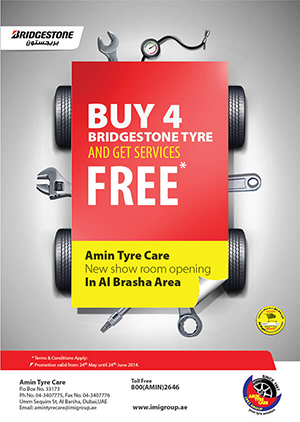 BRIDGESTONE
بريجستون
BUY 4
BRIDGESTONE TYRE
AND GET SERVICES
FREE*
Amin Tyre Care
New show room opening
In Al Brasha Area
* Terms & Conditions Apply:
Promotion valid from: 24th May until 24th June 2014.
Amin Tyre Care
P.o Box No. 33173
Ph No. 04-3407775, Fax No. 04-3407776
Umm Sequim St, Al Barsha, Dubai,UAE
Email: amintyrecare@imigroup.ae
Toll Free
800(AMIN)2646
www.imigroup.ae
AMIN
TYRE
CARE